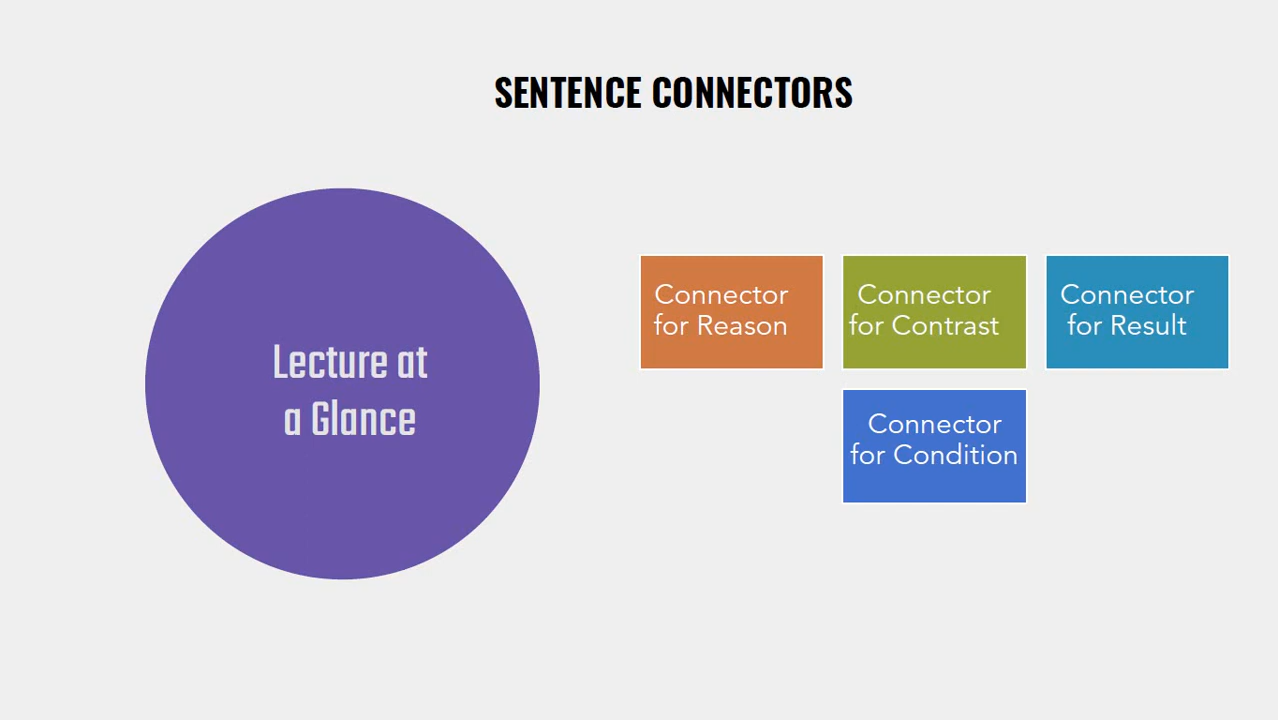 SENTENCE CONNECTORS
Lecture at
a Glance
Connector
for Reason
Connector
for Contrast
Connector
for Result
Connector
for Condition